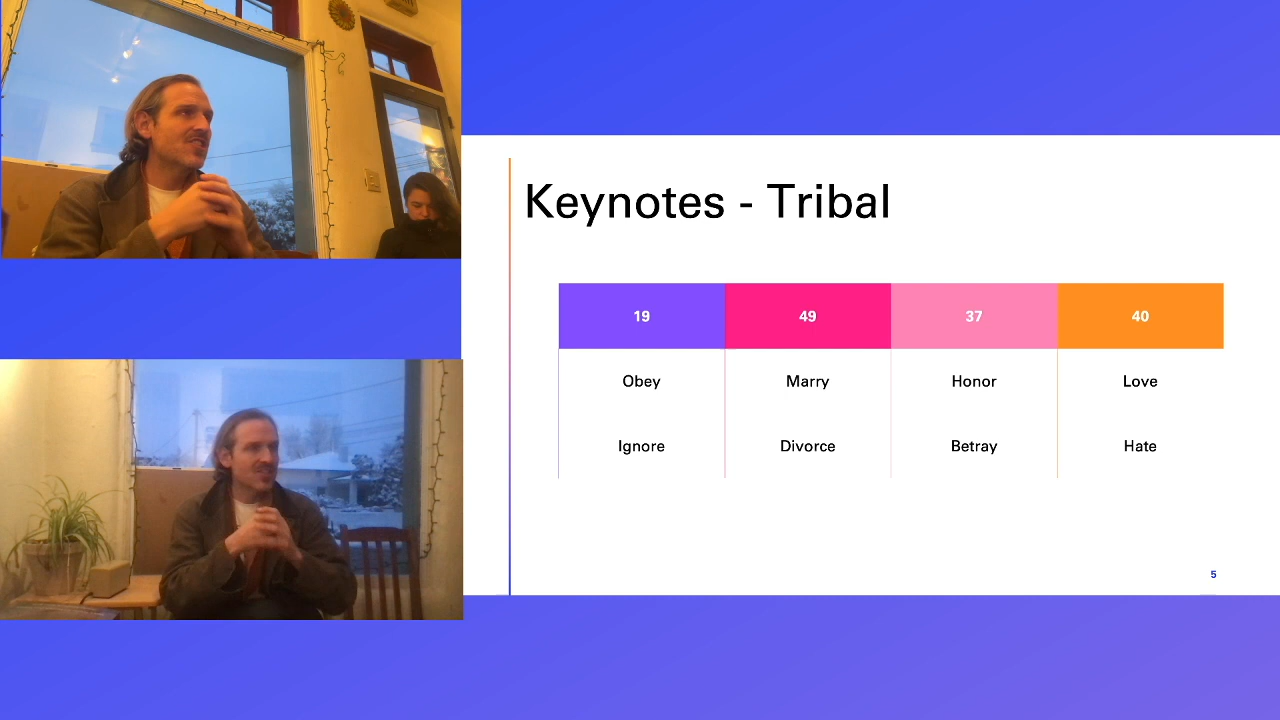 Keynotes - Tribal
19 49 37 40
Obey Marry Honor Love
Ignore Divorce Betray Hate
5